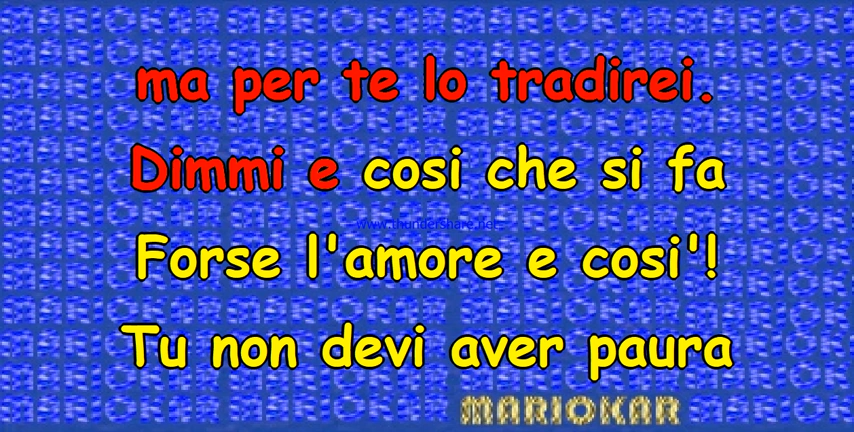 ma per te lo tradirei.
Dimmi e cosi che si fa
www.thundershare.net
Forse l'amore e cosi'!
Tu non devi aver paura
MARIOKAR